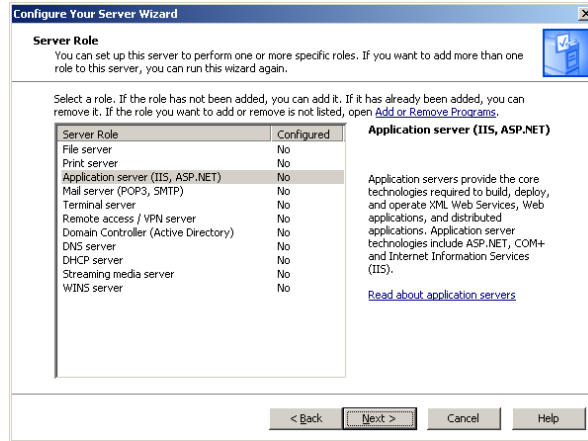 Configure Your Server Wizard
Server Role
You can set up this server to perform one or more specific roles. If you want to add more than one
role to this server, you can run this wizard again.
Select a role. If the role has not been added, you can add it. If it has already been added, you can
remove it. If the role you want to add or remove is not listed, open Add or Remove Programs.
Server Role Configured
File server No
Print server No
Application server (IIS, ASP.NET) No
Mail server (POP3, SMTP) No
Terminal server No
Remote access / VPN server No
Domain Controller (Active Directory) No
DNS server No
DHCP server No
Streaming media server No
WINS server No
Application server (IIS, ASP.NET)
Application servers provide the core
technologies required to build, deploy,
and operate XML Web Services, Web
applications, and distributed
applications. Application server
technologies include ASP.NET, COM+
and Internet Information Services
(IIS).
Read about application servers
< Back Next > Cancel Help